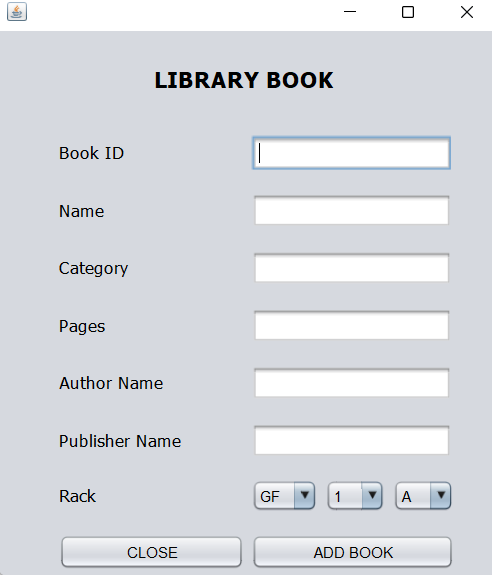 LIBRARY BOOK
Book ID
Name
Category
Pages
Author Name
Publisher Name
Rack GF 1 A
CLOSE ADD BOOK